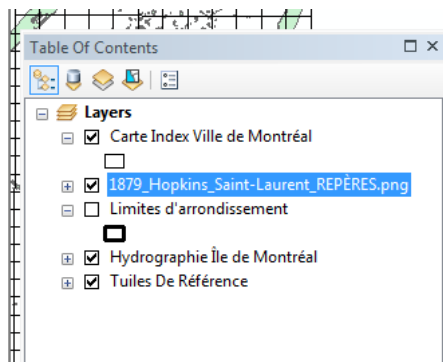 Table Of Contents
Layers
Carte Index Ville de Montréal
1879_Hopkins_Saint-Laurent_REPÈRES.png
Limites d'arrondissement
Hydrographie Île de Montréal
Tuiles De Référence